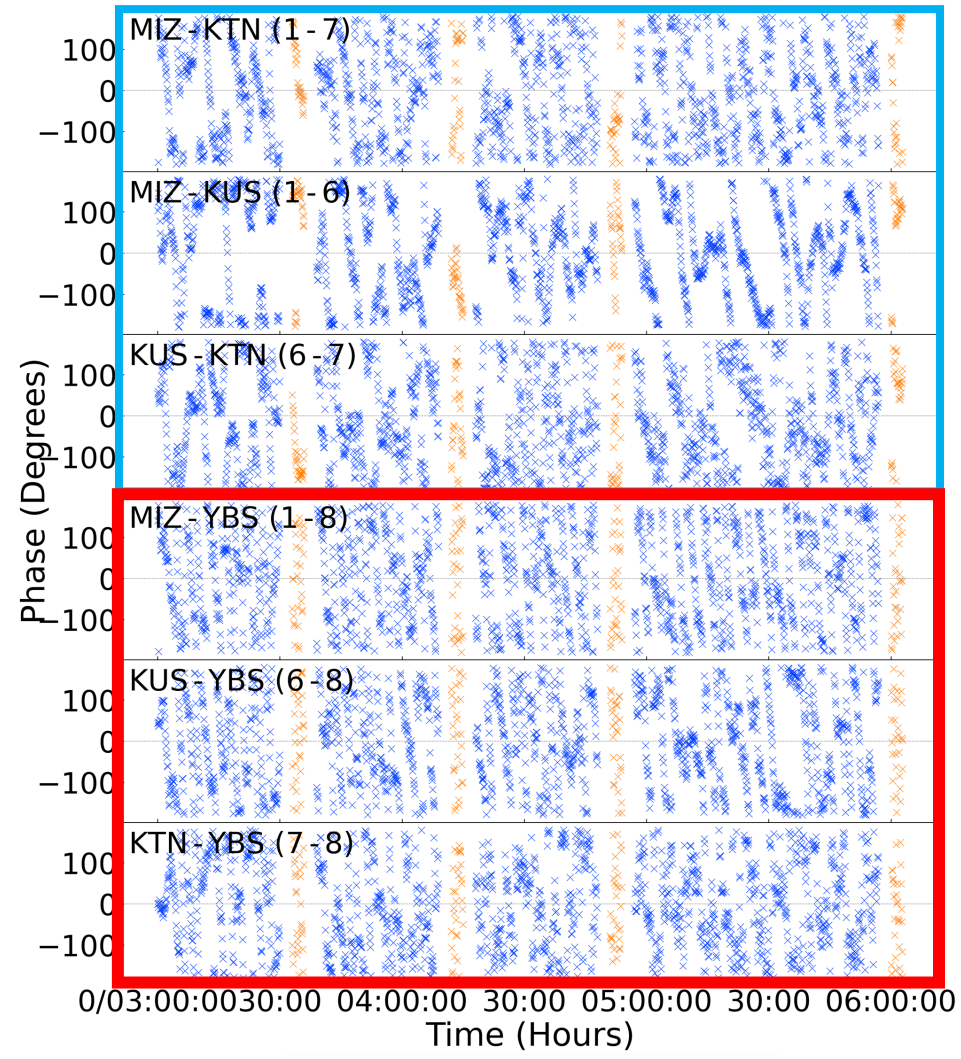 MIZ-KTN (1-7)
100
0
−100
MIZ-KUS (1-6)
100
0
−100
KUS-KTN (6-7)
100
0
−100
MIZ-YBS (1-8)
100
0
−100
KUS-YBS (6-8)
100
0
−100
KTN-YBS (7-8)
100
0
−100
Phase (Degrees)
0/03:00:00 30:00 04:00:00 30:00 05:00:00 30:00 06:00:00
Time (Hours)